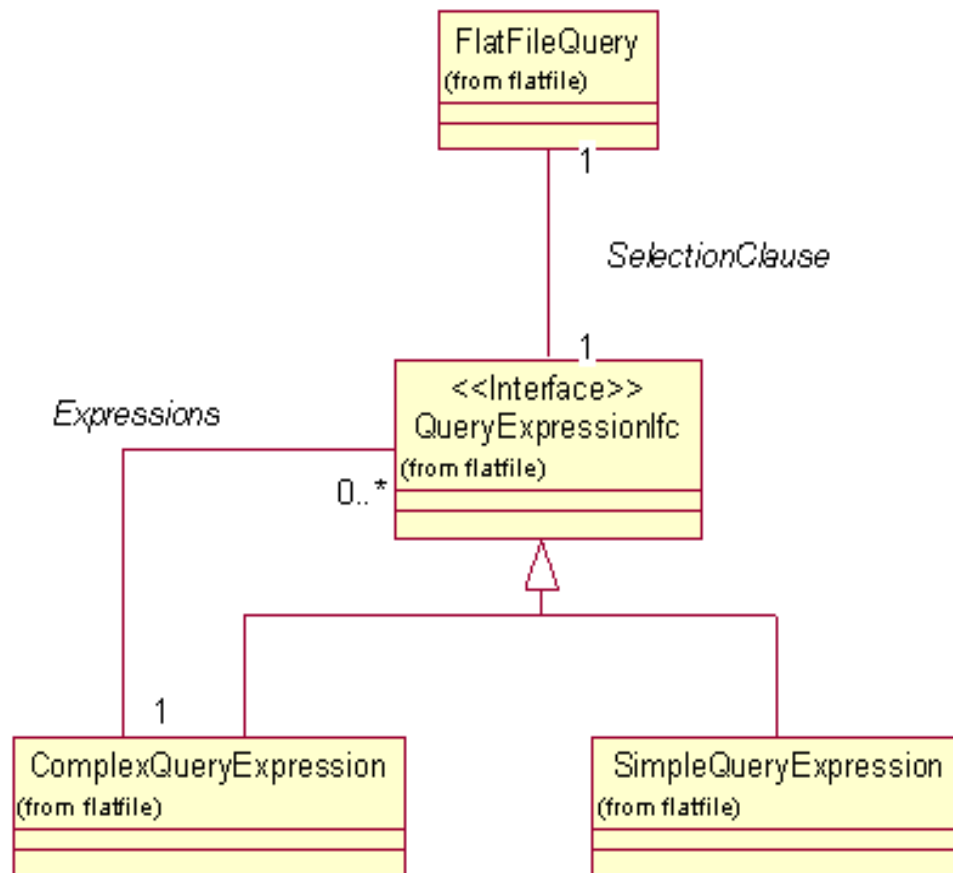 FlatFileQuery
(from flatfile)
1
SelectionClause
1
<<Interface>>
QueryExpressionIfc
(from flatfile)
Expressions
0..*
1
ComplexQueryExpression
(from flatfile)
SimpleQueryExpression
(from flatfile)